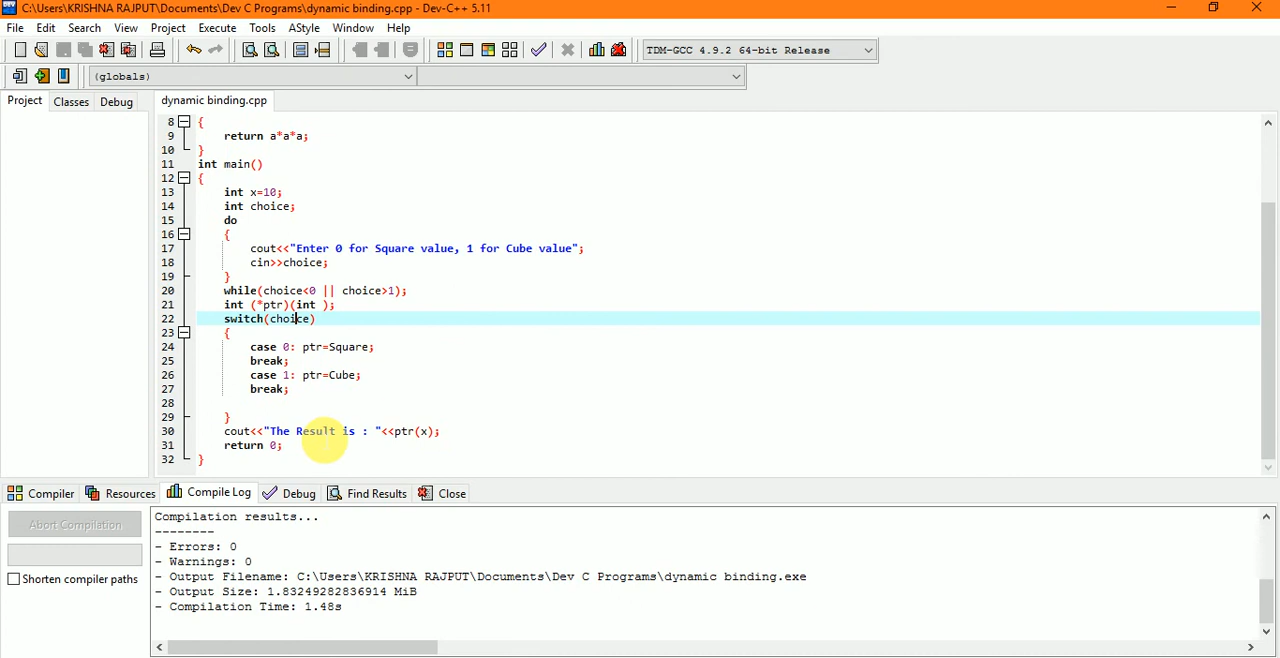 C:\Users\KRISHNA RAJPUT\Documents\Dev C Programs\dynamic binding.cpp - Dev-C++ 5.11
File Edit Search View Project Execute Tools AStyle Window Help
TDM-GCC 4.9.2 64-bit Release
(globals)
Project Classes Debug dynamic binding.cpp
8 {
9 return a*a*a;
10 }
11 int main()
12 {
13 int x=10;
14 int choice;
15 do
16 {
17 cout<<"Enter 0 for Square value, 1 for Cube value";
18 cin>>choice;
19 }
20 while(choice<0 || choice>1);
21 int (*ptr)(int );
22 switch(choice)
23 {
24 case 0: ptr=Square;
25 break;
26 case 1: ptr=Cube;
27 break;
28
29 }
30 cout<<"The Result is : "<<ptr(x);
31 return 0;
32 }
Compiler Resources Compile Log Debug Find Results Close
Abort Compilation
Shorten compiler paths
Compilation results...
--------
- Errors: 0
- Warnings: 0
- Output Filename: C:\Users\KRISHNA RAJPUT\Documents\Dev C Programs\dynamic binding.exe
- Output Size: 1.83249282836914 MiB
- Compilation Time: 1.48s